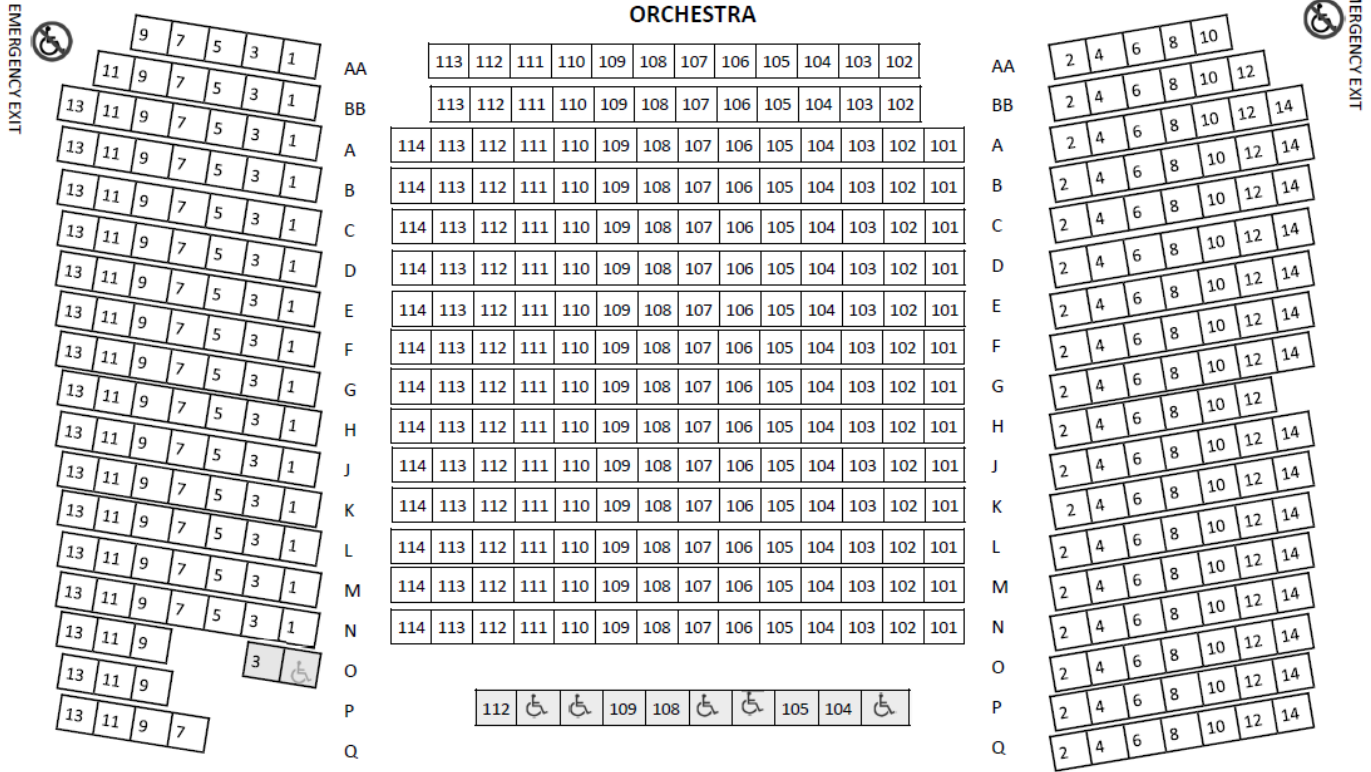 ORCHESTRA
EMERGENCY EXIT
MERGENCY EXIT
9 7 5 3 1 AA 113 112 111 110 109 108 107 106 105 104 103 102 AA 2 4 6 8 10
11 9 7 5 3 1 BB 113 112 111 110 109 108 107 106 105 104 103 102 BB 2 4 6 8 10 12
13 11 9 7 5 3 1 A 114 113 112 111 110 109 108 107 106 105 104 103 102 101 A 2 4 6 8 10 12 14
13 11 9 7 5 3 1 B 114 113 112 111 110 109 108 107 106 105 104 103 102 101 B 2 4 6 8 10 12 14
13 11 9 7 5 3 1 C 114 113 112 111 110 109 108 107 106 105 104 103 102 101 C 2 4 6 8 10 12 14
13 11 9 7 5 3 1 D 114 113 112 111 110 109 108 107 106 105 104 103 102 101 D 2 4 6 8 10 12 14
13 11 9 7 5 3 1 E 114 113 112 111 110 109 108 107 106 105 104 103 102 101 E 2 4 6 8 10 12 14
13 11 9 7 5 3 1 F 114 113 112 111 110 109 108 107 106 105 104 103 102 101 F 2 4 6 8 10 12 14
13 11 9 7 5 3 1 G 114 113 112 111 110 109 108 107 106 105 104 103 102 101 G 2 4 6 8 10 12 14
13 11 9 7 5 3 1 H 114 113 112 111 110 109 108 107 106 105 104 103 102 101 H 2 4 6 8 10 12
13 11 9 7 5 3 1 J 114 113 112 111 110 109 108 107 106 105 104 103 102 101 J 2 4 6 8 10 12 14
13 11 9 7 5 3 1 K 114 113 112 111 110 109 108 107 106 105 104 103 102 101 K 2 4 6 8 10 12 14
13 11 9 7 5 3 1 L 114 113 112 111 110 109 108 107 106 105 104 103 102 101 L 2 4 6 8 10 12 14
13 11 9 7 5 3 1 M 114 113 112 111 110 109 108 107 106 105 104 103 102 101 M 2 4 6 8 10 12 14
13 11 9 7 5 3 1 N 114 113 112 111 110 109 108 107 106 105 104 103 102 101 N 2 4 6 8 10 12 14
13 11 9 3 O O 2 4 6 8 10 12 14
13 11 9 P 112 109 108 105 104 P 2 4 6 8 10 12 14
13 11 9 7 Q Q 2 4 6 8 10 12 14